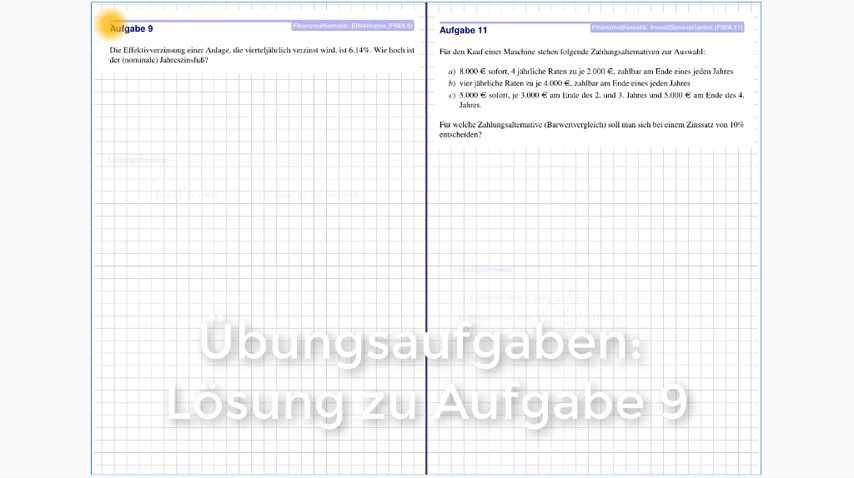 Aufgabe 9
Finanzmathematik: Effektivzins (FIMA.9)
Die Effektivverzinsung einer Anlage, die vierteljährlich verzinst wird, ist 6,14%. Wie hoch ist
der (nominale) Jahreszinsfuß?
Lösungshinweis
Aufgabe 11
Finanzmathematik: Investitionsvarianten (FIMA.11)
Für den Kauf einer Maschine stehen folgende Zahlungsalternativen zur Auswahl:
a) 8.000 € sofort, 4 jährliche Raten zu je 2.000 €, zahlbar am Ende eines jeden Jahres
b) vier jährliche Raten zu je 4.000 €, zahlbar am Ende eines jeden Jahres
c) 5.000 € sofort, je 3.000 € am Ende des 2. und 3. Jahres und 5.000 € am Ende des 4.
Jahres.
Für welche Zahlungsalternative (Barwertvergleich) soll man sich bei einem Zinssatz von 10%
entscheiden?
Lösungshinweis
Übungsaufgaben:
Lösung zu Aufgabe 9